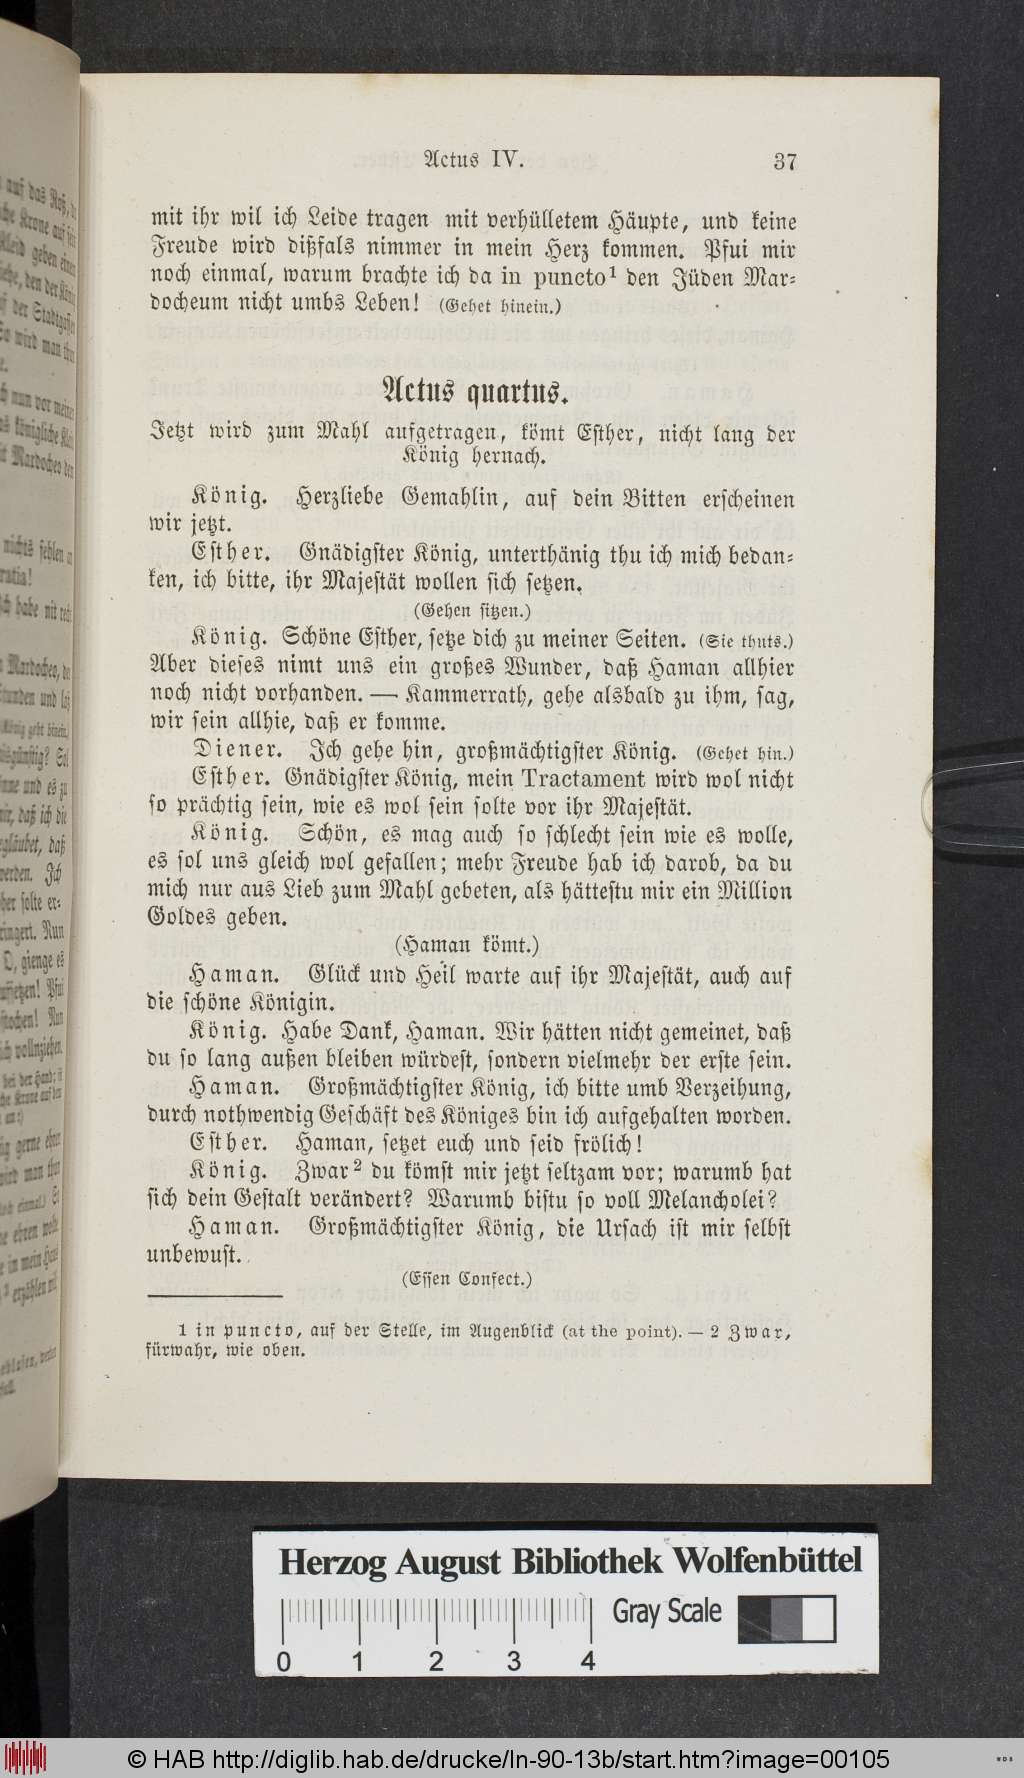 Actus IV. 37
mit ihr wil ich Leide tragen mit verhülletem Häupte, und keine
Freude wird dißfals nimmer in mein Herz kommen. Pfui mir
noch einmal, warum brachte ich da in puncto¹ den Jüden Mar-
docheum nicht umbs Leben! (Gehet hinein.)
Actus quartus.
Jetzt wird zum Mahl aufgetragen, kömt Esther, nicht lang der
König hernach.
König. Herzliebe Gemahlin, auf dein Bitten erscheinen
wir jetzt.
Esther. Gnädigster König, unterthänig thu ich mich bedan-
ken, ich bitte, ihr Majestät wollen sich setzen.
(Gehen sitzen.)
König. Schöne Esther, setze dich zu meiner Seiten. (Sie thuts.)
Aber dieses nimt uns ein großes Wunder, daß Haman allhier
noch nicht vorhanden. — Kammerrath, gehe alsbald zu ihm, sag,
wir sein allhie, daß er komme.
Diener. Ich gehe hin, großmächtigster König. (Gehet hin.)
Esther. Gnädigster König, mein Tractament wird wol nicht
so prächtig sein, wie es wol sein solte vor ihr Majestät.
König. Schön, es mag auch so schlecht sein wie es wolle,
es sol uns gleich wol gefallen; mehr Freude hab ich darob, da du
mich nur aus Lieb zum Mahl gebeten, als hättestu mir ein Million
Goldes geben.
(Haman kömt.)
Haman. Glück und Heil warte auf ihr Majestät, auch auf
die schöne Königin.
König. Habe Dank, Haman. Wir hätten nicht gemeinet, daß
du so lang außen bleiben würdest, sondern vielmehr der erste sein.
Haman. Großmächtigster König, ich bitte umb Verzeihung,
durch nothwendig Geschäft des Königes bin ich aufgehalten worden.
Esther. Haman, setzet euch und seid frölich!
König. Zwar² du kömst mir jetzt seltzam vor; warumb hat
sich dein Gestalt verändert? Warumb bistu so voll Melancholei?
Haman. Großmächtigster König, die Ursach ist mir selbst
unbewust.
(Essen Confect.)
1 in puncto, auf der Stelle, im Augenblick (at the point). — 2 Zwar,
fürwahr, wie oben.
Herzog August Bibliothek Wolfenbüttel
Gray Scale
0 1 2 3 4
© HAB http://diglib.hab.de/drucke/ln-90-13b/start.htm?image=00105